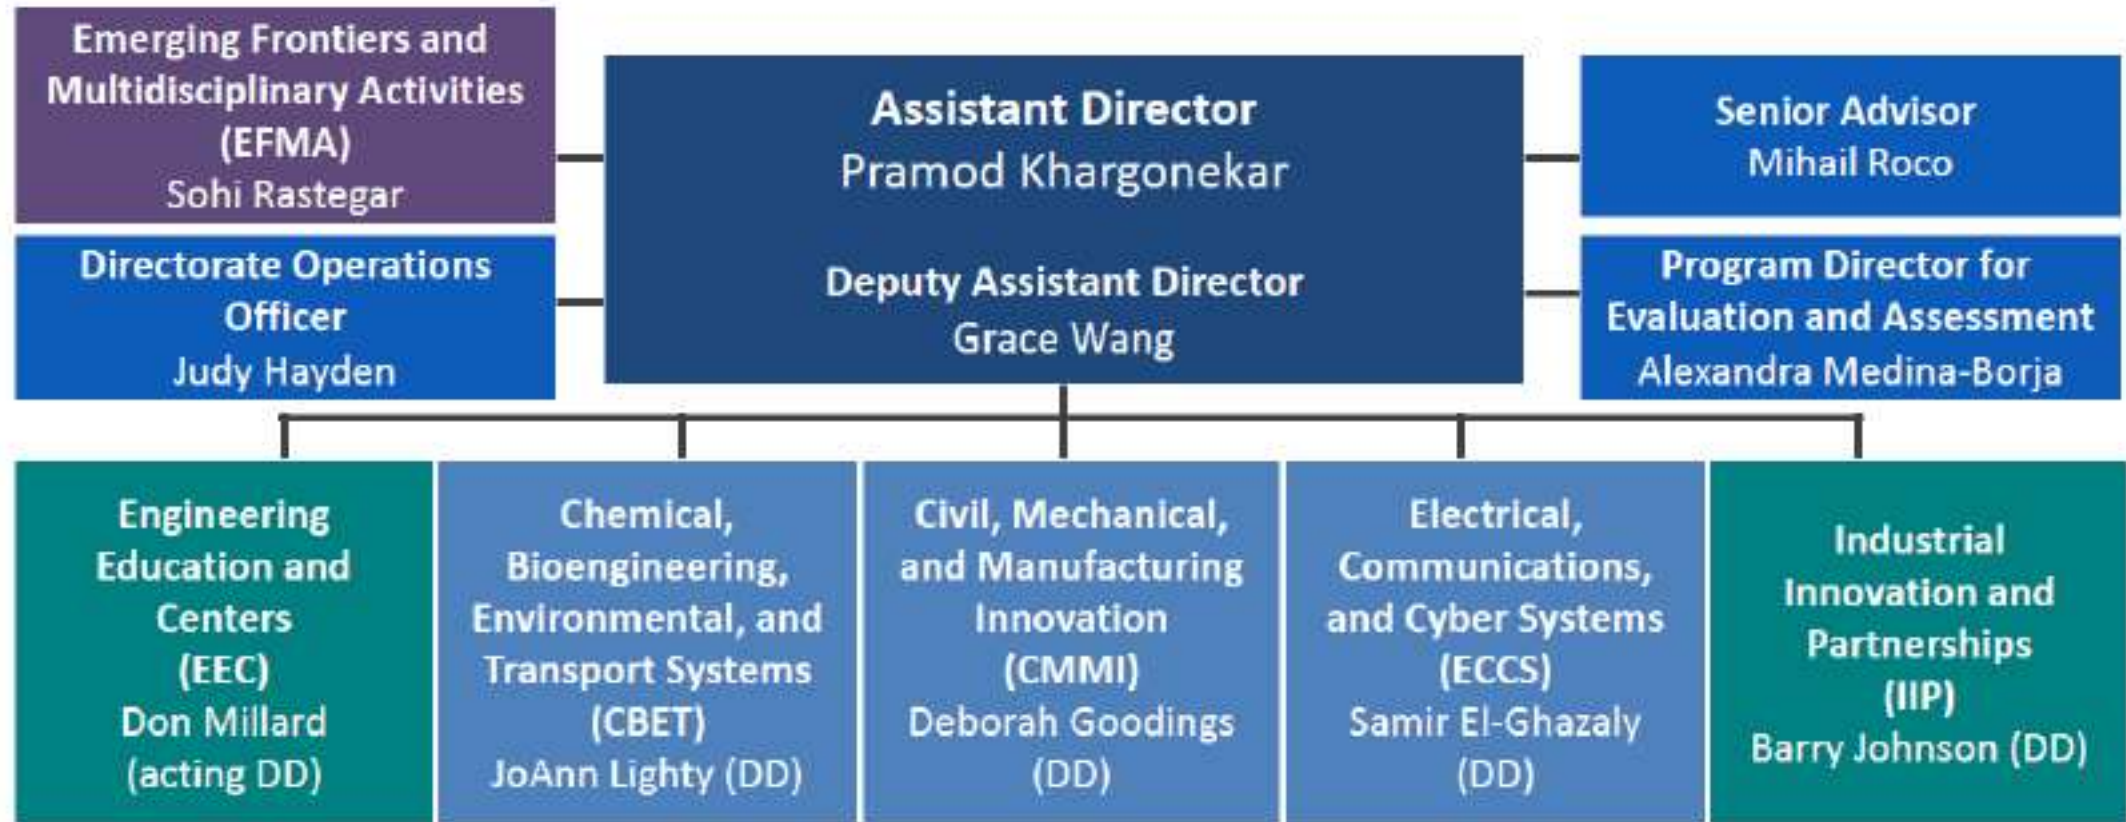 Emerging Frontiers and
Multidisciplinary Activities
(EFMA)
Sohi Rastegar
Directorate Operations
Officer
Judy Hayden
Assistant Director
Pramod Khargonekar
Deputy Assistant Director
Grace Wang
Senior Advisor
Mihail Roco
Program Director for
Evaluation and Assessment
Alexandra Medina-Borja
Engineering
Education and
Centers
(EEC)
Don Millard
(acting DD)
Chemical,
Bioengineering,
Environmental, and
Transport Systems
(CBET)
JoAnn Lighty (DD)
Civil, Mechanical,
and Manufacturing
Innovation
(CMMI)
Deborah Goodings
(DD)
Electrical,
Communications,
and Cyber Systems
(ECCS)
Samir El-Ghazaly
(DD)
Industrial
Innovation and
Partnerships
(IIP)
Barry Johnson (DD)